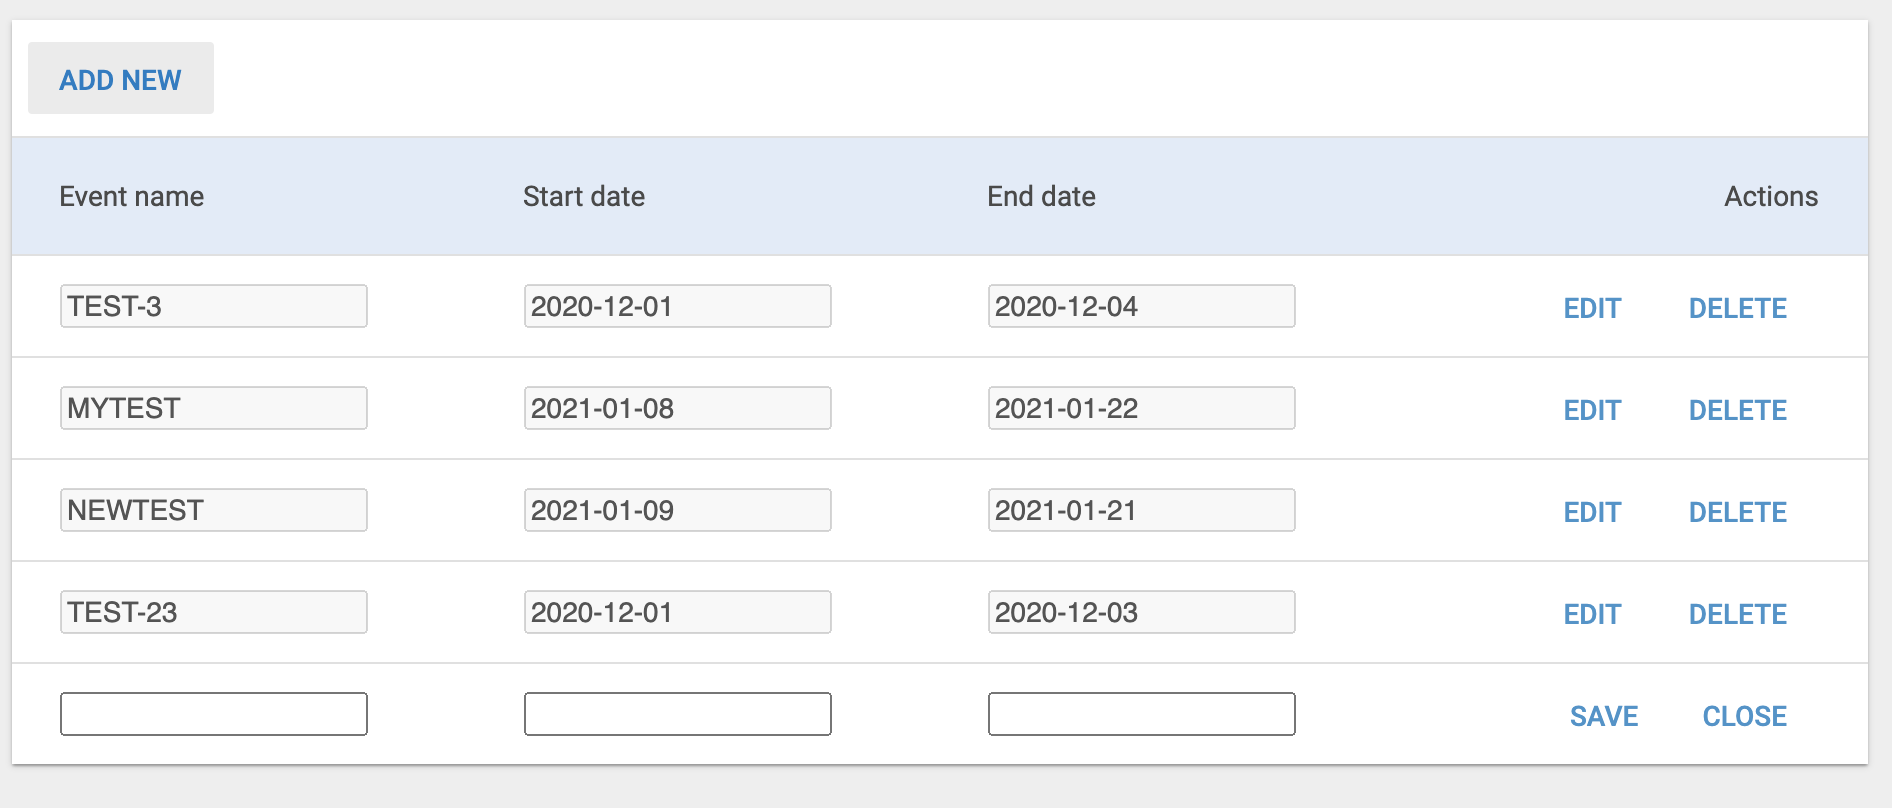 ADD NEW
Event name Start date End date Actions
TEST-3 2020-12-01 2020-12-04 EDIT DELETE
MYTEST 2021-01-08 2021-01-22 EDIT DELETE
NEWTEST 2021-01-09 2021-01-21 EDIT DELETE
TEST-23 2020-12-01 2020-12-03 EDIT DELETE
SAVE CLOSE